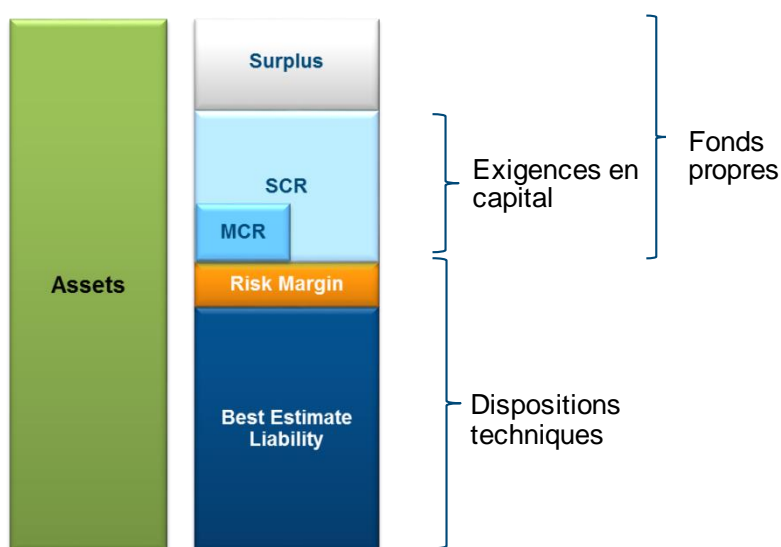 Assets
Surplus
SCR
MCR
Risk Margin
Best Estimate
Liability
Exigences en
capital
Dispositions
techniques
Fonds
propres